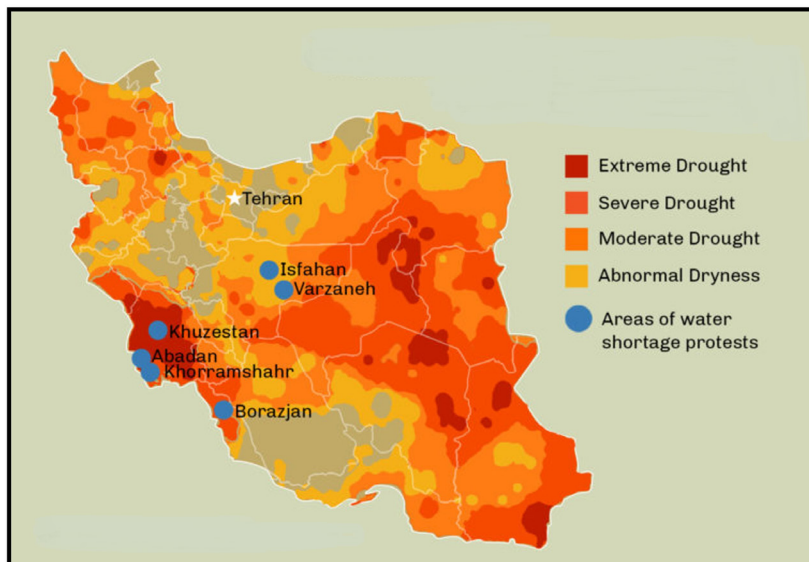 Tehran
Isfahan
Varzaneh
Khuzestan
Abadan
Khorramshahr
Borazjan
Extreme Drought
Severe Drought
Moderate Drought
Abnormal Dryness
Areas of water
shortage protests